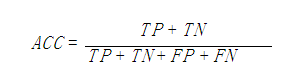 ACC = TP + TN / TP + TN + FP + FN